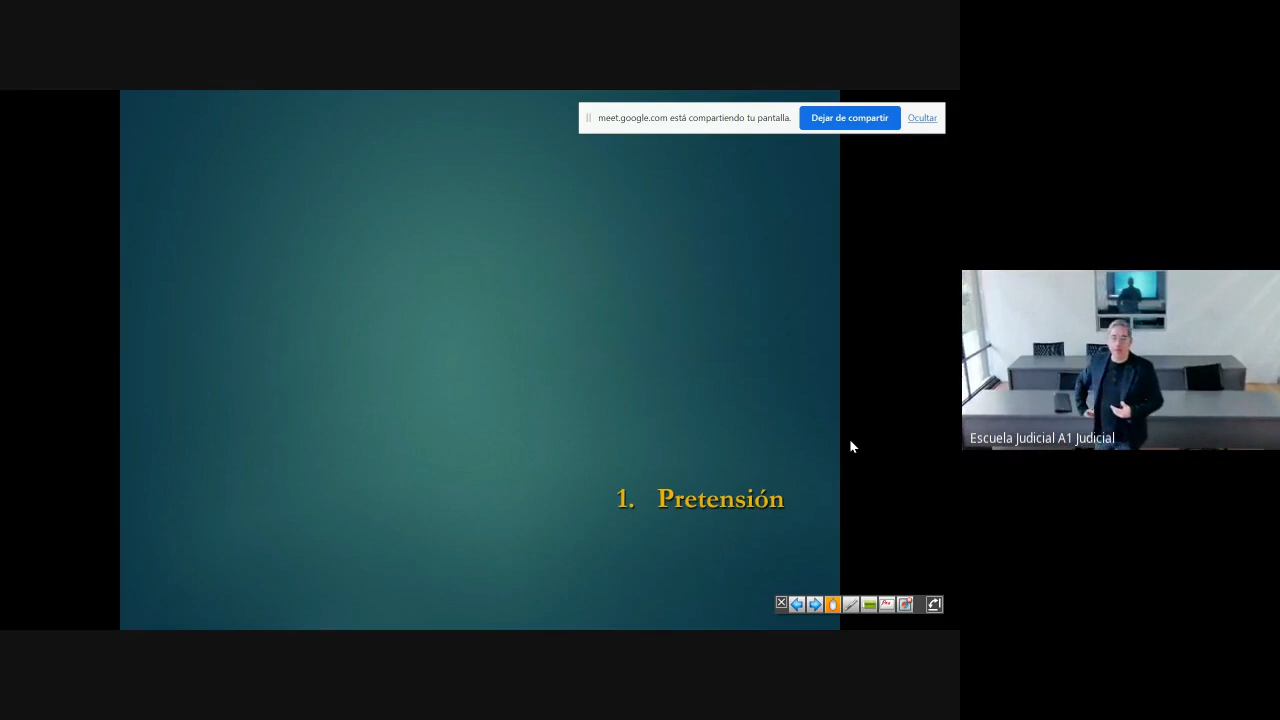 meet.google.com está compartiendo tu pantalla. Dejar de compartir Ocultar
1. Pretensión
Escuela Judicial A1 Judicial